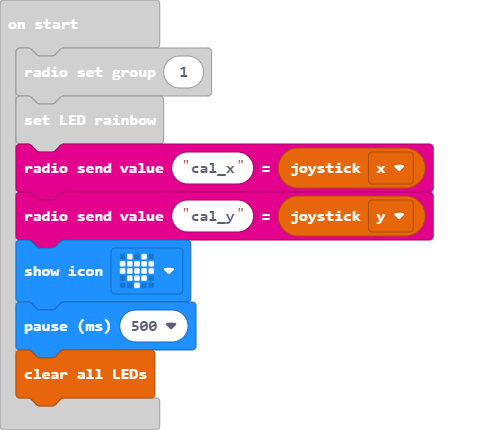 on start
radio set group 1
set LED rainbow
radio send value "cal_x" = joystick x
radio send value "cal_y" = joystick y
show icon
pause (ms) 500
clear all LEDs